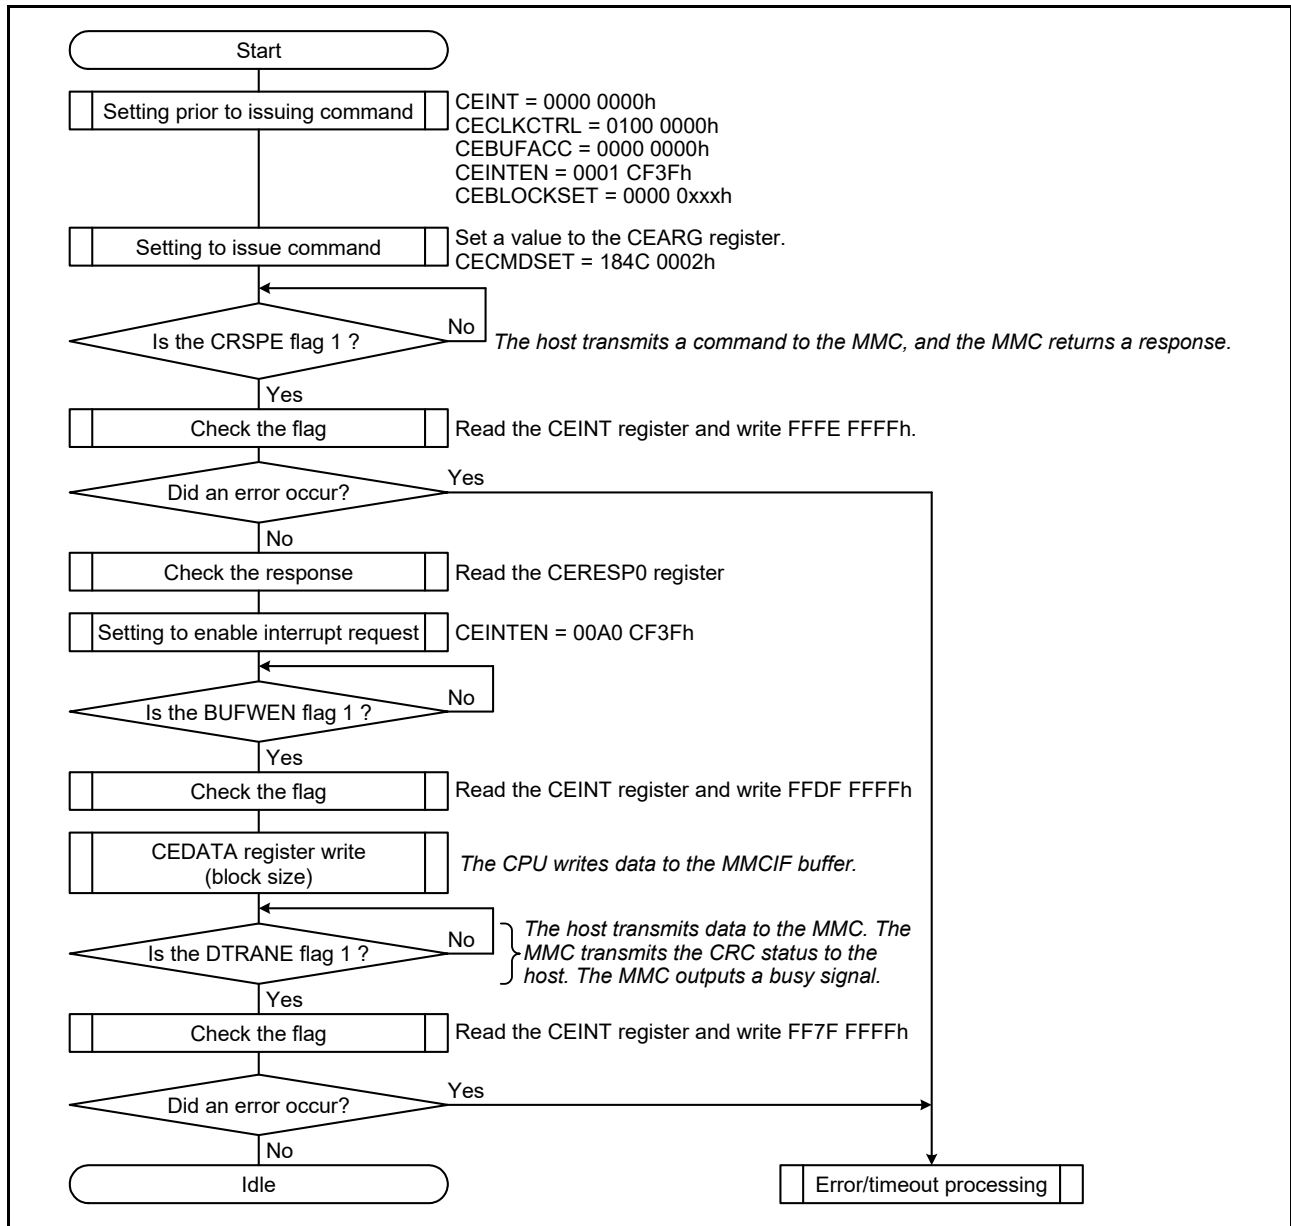 Start
Setting prior to issuing command
CEINT = 0000 0000h
CECLKCTRL = 0100 0000h
CEBUFACC = 0000 0000h
CEINTEN = 0001 CF3Fh
CEBLOCKSET = 0000 0xxxh
Setting to issue command
Set a value to the CEARG register.
CECMDSET = 184C 0002h
Is the CRSPE flag 1 ?
No
The host transmits a command to the MMC, and the MMC returns a response.
Yes
Check the flag
Read the CEINT register and write FFFE FFFFh.
Did an error occur?
Yes
No
Check the response
Read the CERESP0 register
Setting to enable interrupt request
CEINTEN = 00A0 CF3Fh
Is the BUFWEN flag 1 ?
No
Yes
Check the flag
Read the CEINT register and write FFDF FFFFh
CEDATA register write
(block size)
The CPU writes data to the MMCIF buffer.
Is the DTRANE flag 1 ?
No
The host transmits data to the MMC. The
MMC transmits the CRC status to the
host. The MMC outputs a busy signal.
Yes
Check the flag
Read the CEINT register and write FF7F FFFFh
Did an error occur?
Yes
No
Idle
Error/timeout processing